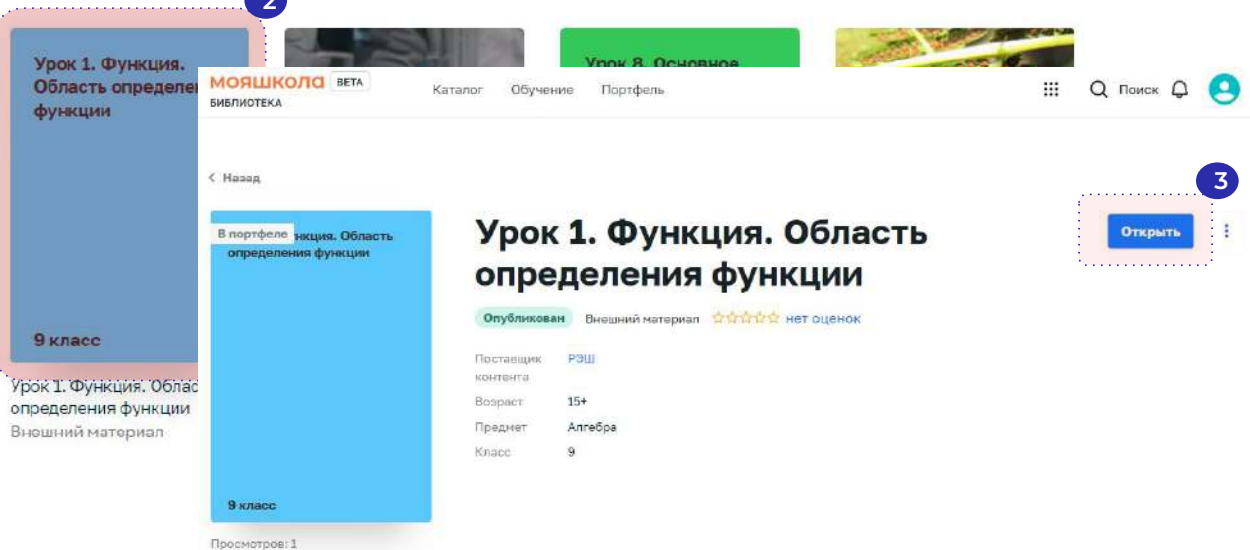 2
Урок 1. Функция.
Область определе
функции
9 класс
Урок 1. Функция. Облас
определения функции
Внешний материал
Урок 8. Основное
МОЯШКОЛА BETA
БИБЛИОТЕКА
Каталог Обучение Портфель
Поиск
< Назад
В портфеле нкция. Область
определения функции
9 класс
Просмотров: 1
Урок 1. Функция. Область
определения функции
Опубликован Внешний материал нет оценок
Поставщик РЭШ
контента
Возраст 15+
Предмет Алгебра
Класс 9
3
Открыть